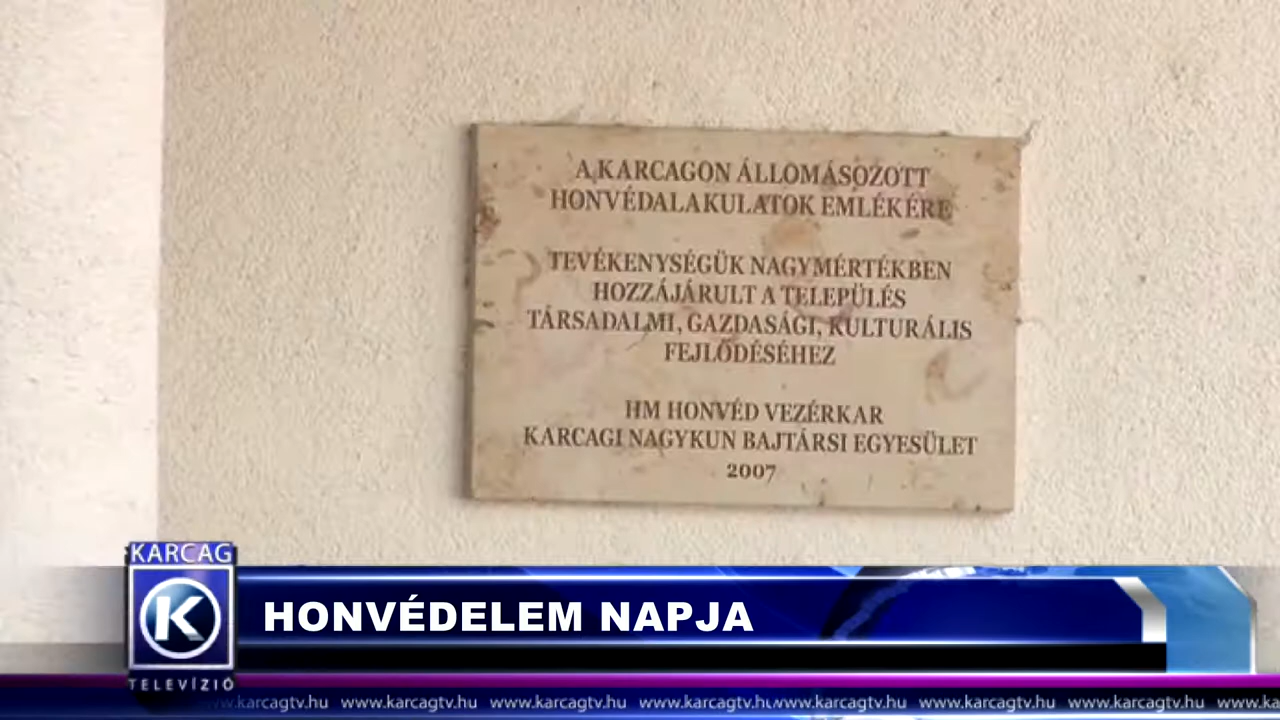 A KARCAGON ÁLLOMÁSOZOTT
HONVÉDALAKULATOK EMLÉKÉRE
TEVÉKENYSÉGÜK NAGYMÉRTÉKBEN
HOZZÁJÁRULT A TELEPÜLÉS
TÁRSADALMI, GAZDASÁGI, KULTURÁLIS
FEJLŐDÉSÉHEZ
HM HONVÉD VEZÉRKAR
KARCAGI NAGYKUN BAJTÁRSI EGYESÜLET
2007
KARCAG
K
HONVÉDELEM NAPJA
TELEVÍZIÓ
www.karcagtv.hu www.karcagtv.hu www.karcagtv.hu www.karcagtv.hu www.karcagtv.hu www.karcagtv.hu www.karcagtv.hu